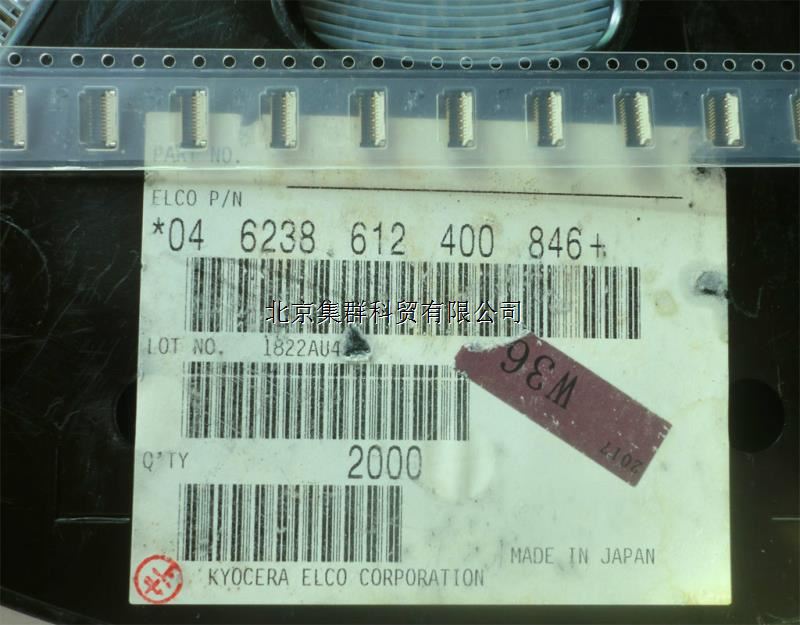 PART NO.
ELCO P/N
*04 6238 612 400 846+
北京集群科贸有限公司
LOT NO. 1822AU4
W36
2017
Q'TY 2000
MADE IN JAPAN
KYOCERA ELCO CORPORATION